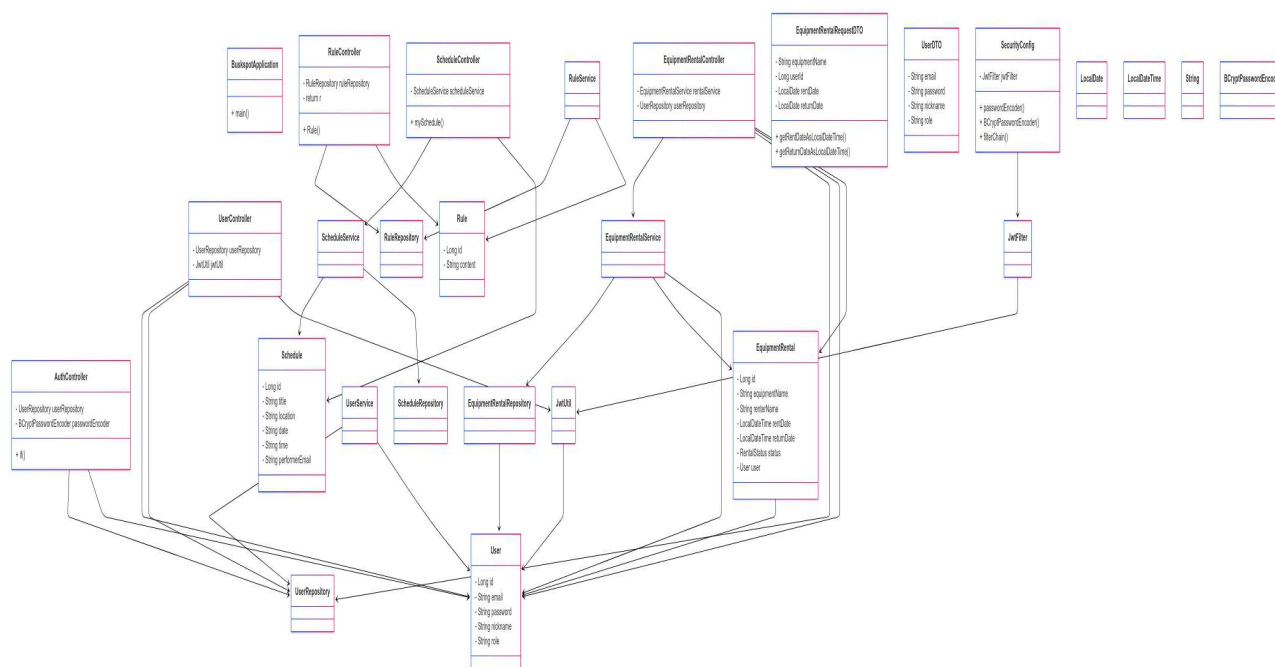 BuskspotApplication
+ main()
RuleController
- RuleRepository ruleRepository
- return r
+ Rule()
ScheduleController
- ScheduleService scheduleService
+ mySchedule()
RuleService
EquipmentRentalController
- EquipmentRentalService rentalService
- UserRepository userRepository
EquipmentRentalRequestDTO
- String equipmentName
- Long userId
- LocalDate rentDate
- LocalDate returnDate
+ getRentDateAsLocalDateTime()
+ getReturnDateAsLocalDateTime()
UserDTO
- String email
- String password
- String nickname
- String role
SecurityConfig
- JwtFilter jwtFilter
+ passwordEncoder()
+ BCryptPasswordEncoder()
+ filterChain()
LocalDate
LocalDateTime
String
BCryptPasswordEncod
UserController
- UserRepository userRepository
- JwtUtil jwtUtil
ScheduleService
RuleRepository
Rule
- Long id
- String content
EquipmentRentalService
JwtFilter
AuthController
- UserRepository userRepository
- BCryptPasswordEncoder passwordEncoder
+ if()
Schedule
- Long id
- String title
- String location
- String date
- String time
- String performerEmail
UserService
ScheduleRepository
EquipmentRentalRepository
JwtUtil
EquipmentRental
- Long id
- String equipmentName
- String renterName
- LocalDateTime rentDate
- LocalDateTime returnDate
- RentalStatus status
- User user
UserRepository
User
- Long id
- String email
- String password
- String nickname
- String role